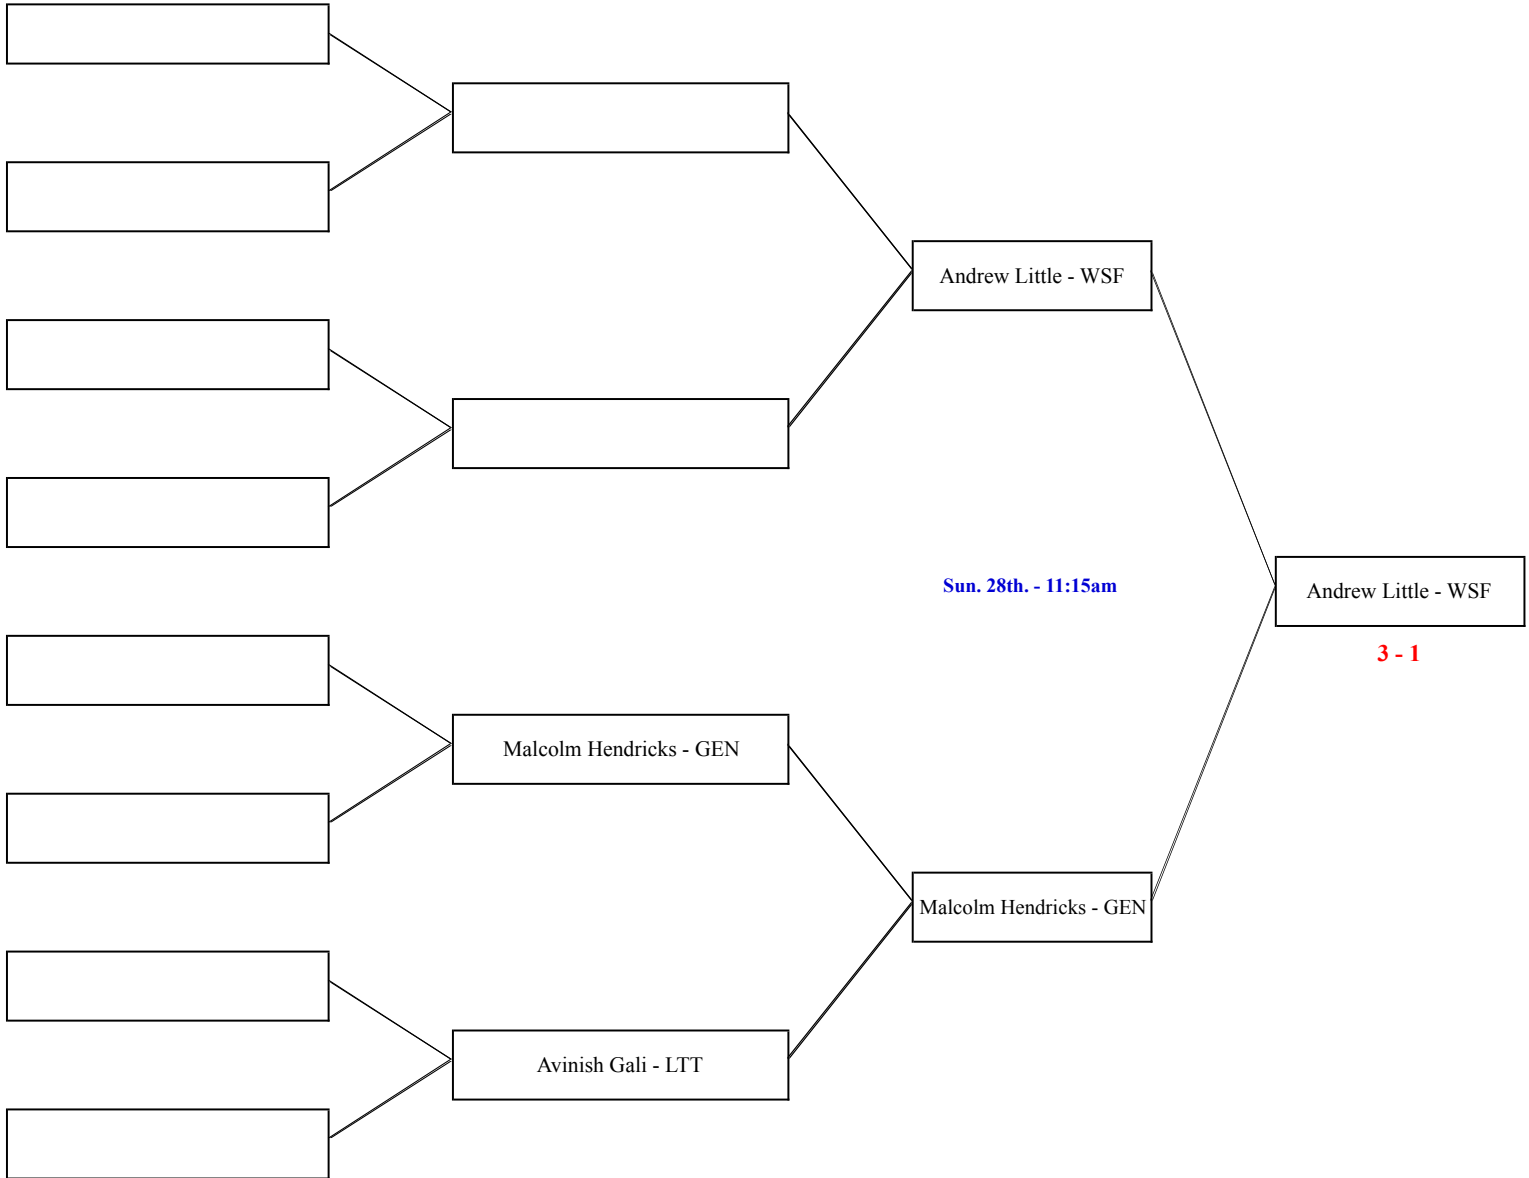 Andrew Little - WSF
Sun. 28th. - 11:15am
Andrew Little - WSF
3 - 1
Malcolm Hendricks - GEN
Malcolm Hendricks - GEN
Avinish Gali - LTT